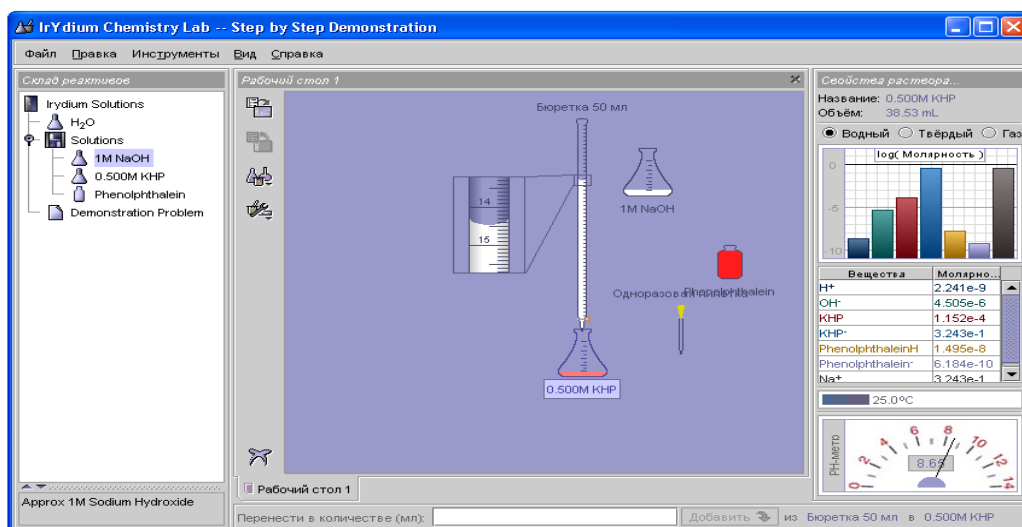 IrYdium Chemistry Lab -- Step by Step Demonstration
Файл Правка Инструменты Вид Справка
Склад реактивов
Irydium Solutions
H₂O
Solutions
1M NaOH
0.500M KHP
Phenolphthalein
Demonstration Problem
Approx 1M Sodium Hydroxide
Рабочий стол 1
Бюретка 50 мл
14
15
1M NaOH
Phenolphthalein
Одноразовая пипетка
0.500M KHP
Рабочий стол 1
Перенести в количестве (мл):
Добавить
из Бюретка 50 мл в 0.500M KHP
Свойства раствора...
Название: 0.500M KHP
Объём: 38.53 mL
Водный Твёрдый Газ
log( Молярность )
0
-5
-10
Вещества Молярно...
H+ 2.241e-9
OH- 4.505e-6
KHP 1.152e-4
KHP- 3.243e-1
PhenolphthaleinH 1.495e-8
Phenolphthalein- 6.184e-10
Na+ 3.243e-1
25.0ºC
PH-метр
0 2 4 6 8 10 12 14
8.65